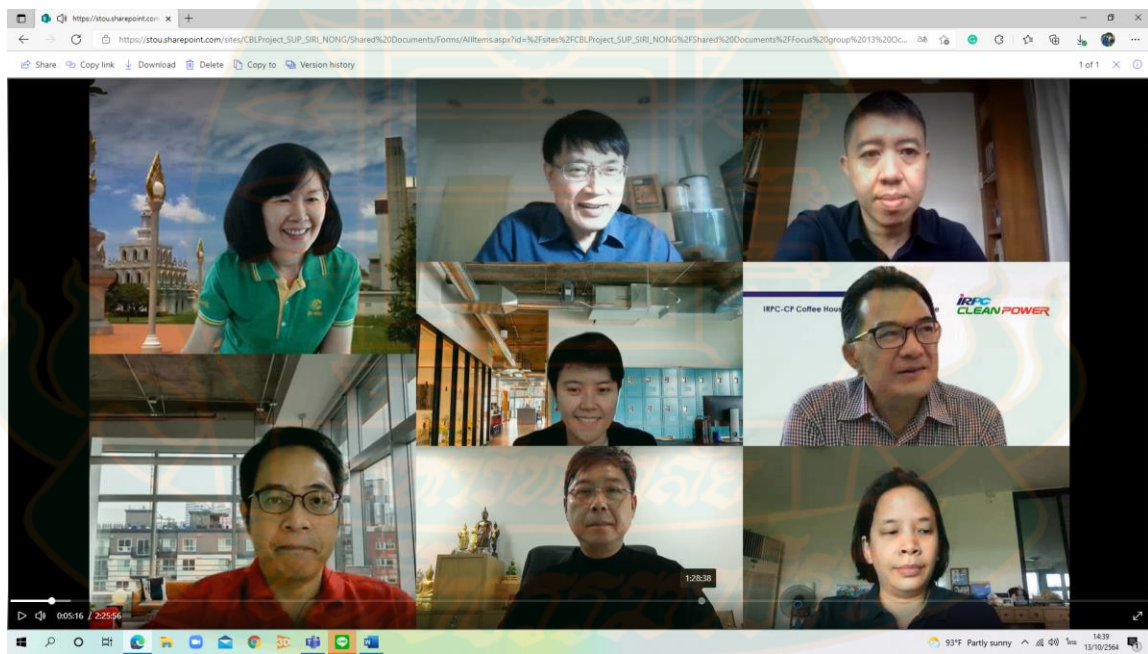 https://stou.sharepoint.com
https://stou.sharepoint.com/sites/CBLProject_SUP_SIRI_NONG/Shared%20Documents/Forms/AllItems.aspx?id=%2Fsites%2FCBLProject_SUP_SIRI_NONG%2FShared%20Documents%2FFocus%20group%2013%20Oc...
Share Copy link Download Delete Copy to Version history 1 of 1
IRPC-CP Coffee Hous
IRPC
CLEAN POWER
1:28:38
0:05:16 / 2:25:56
93°F Partly sunny
14:39
13/10/2564